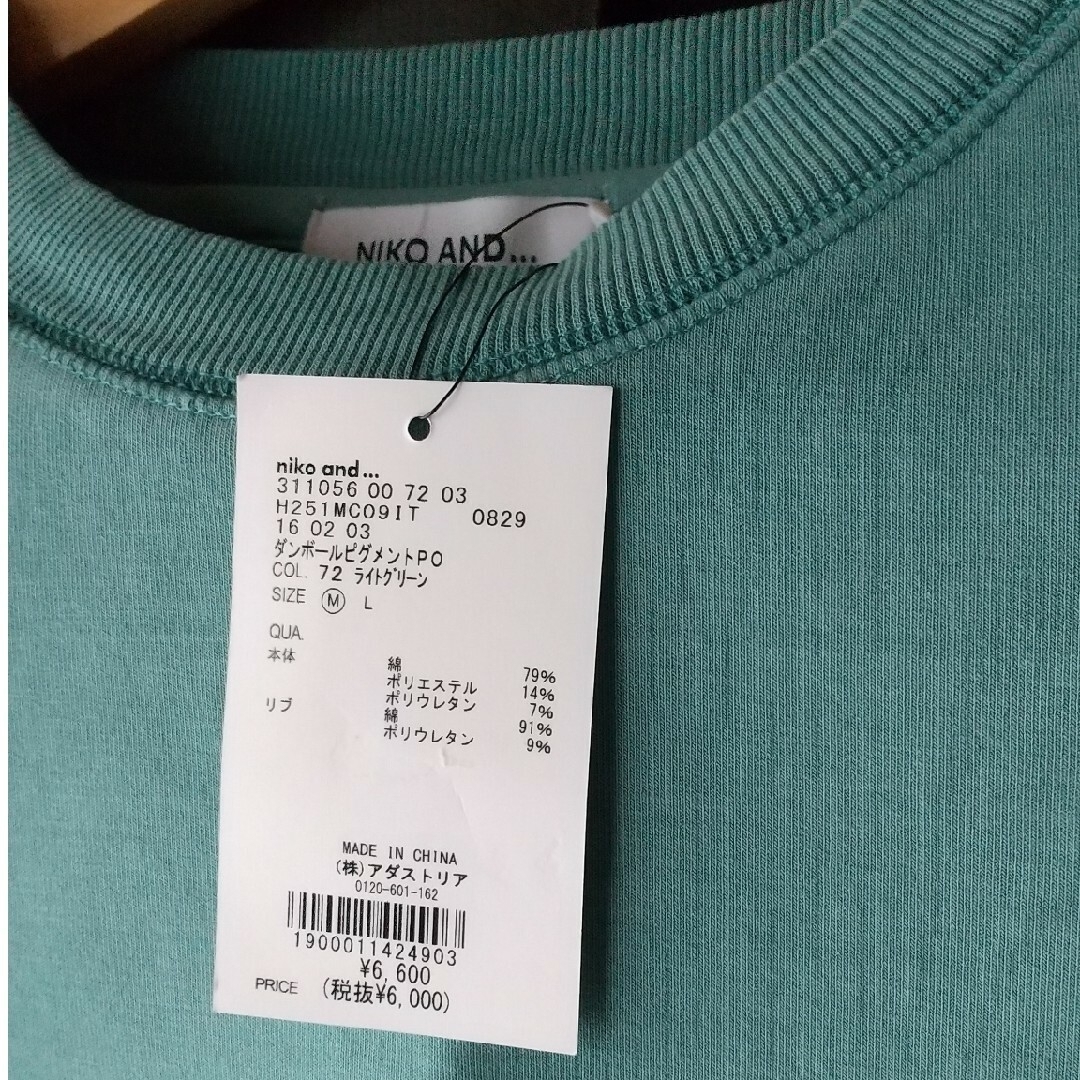 NIKO AND...
niko and...
311056 00 72 03
H251MC09IT 0829
16 02 03
ダンボールピグメントPO
COL. 72 ライトグリーン
SIZE Ⓜ L
QUA.
本体 綿 79%
ポリエステル 14%
ポリウレタン 7%
リブ 綿 91%
ポリウレタン 9%
MADE IN CHINA
(株)アダストリア
0120-601-162
1900011424903
¥6,600
PRICE (税抜¥6,000)